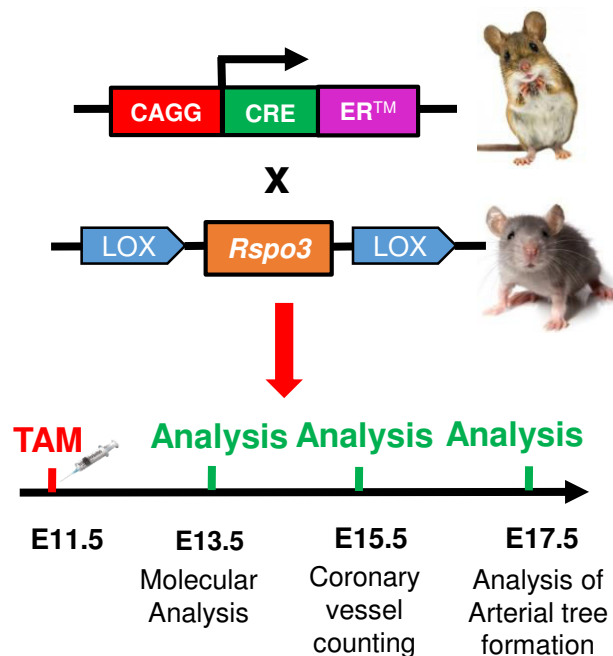 CAGG CRE ER™
X
LOX Rspo3 LOX
TAM Analysis Analysis Analysis
E11.5 E13.5 E15.5 E17.5
Molecular Analysis
Coronary vessel counting
Analysis of Arterial tree formation